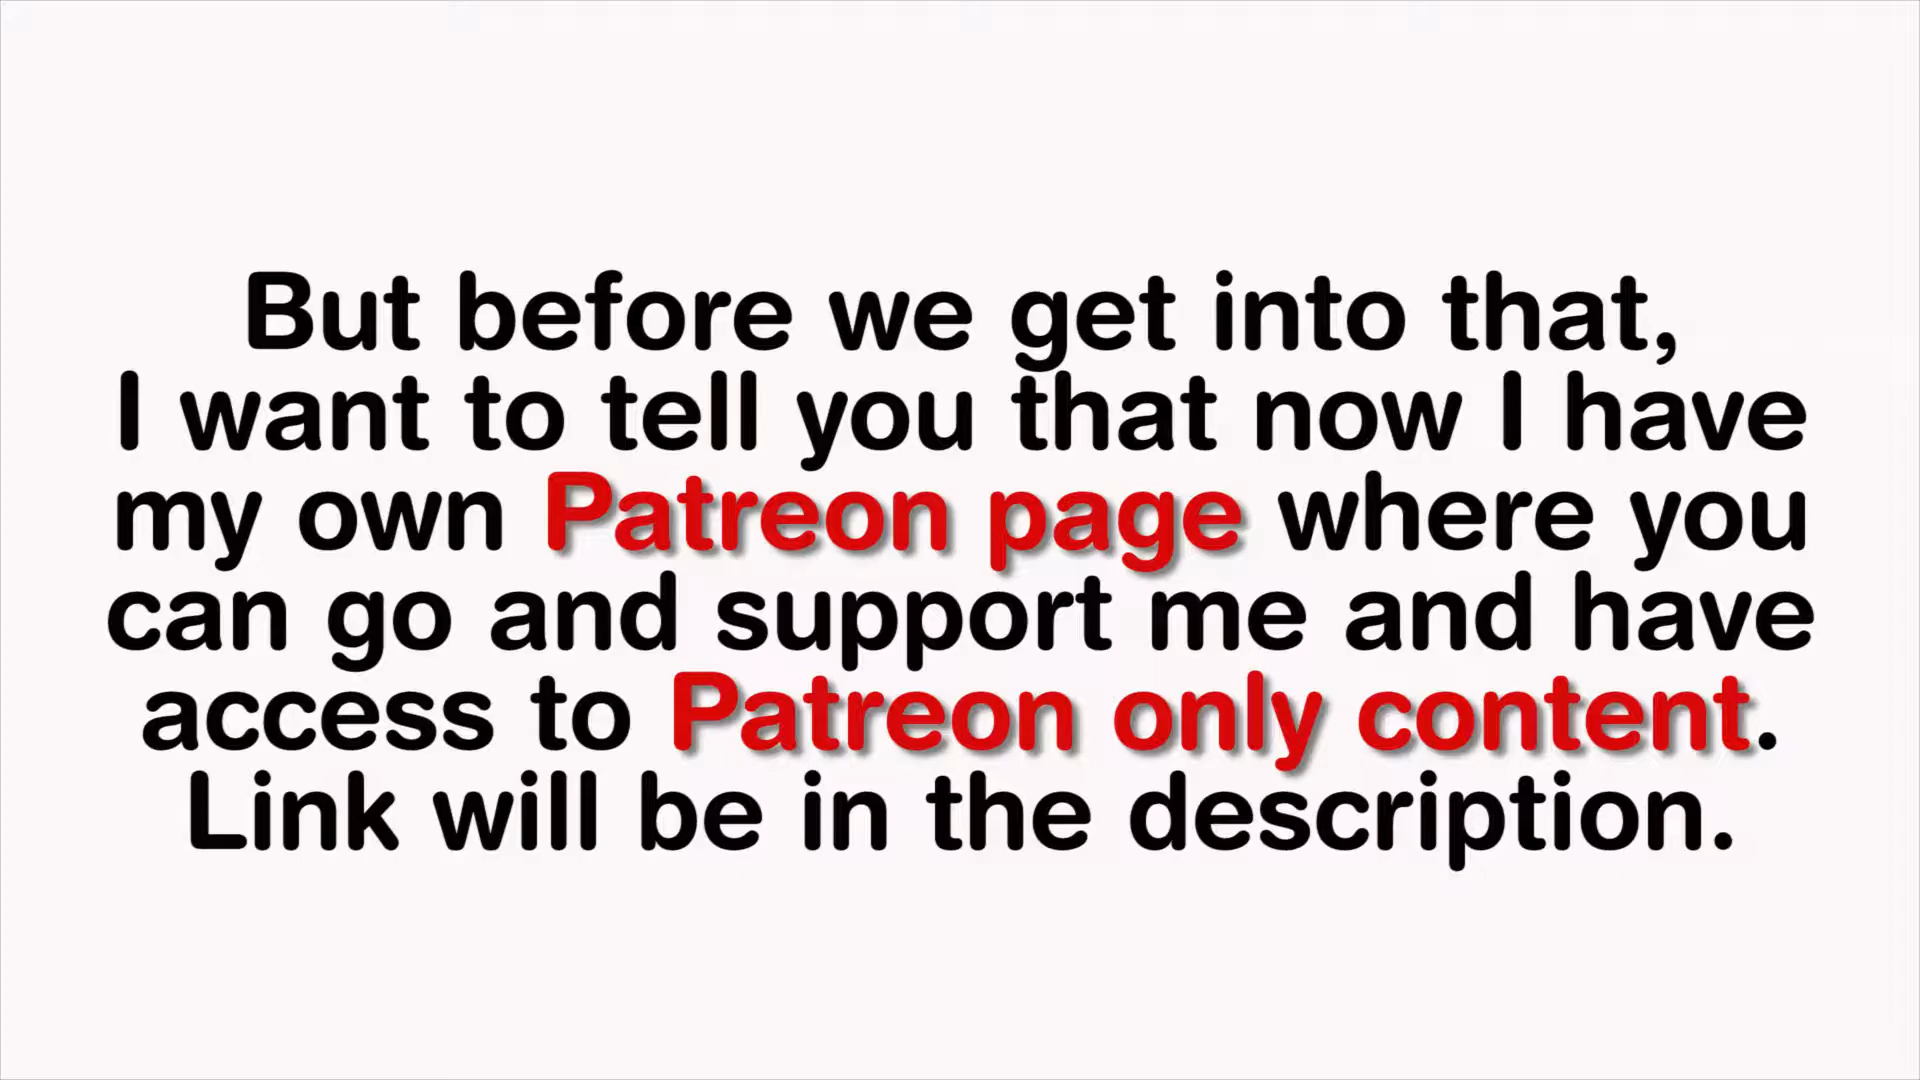 But before we get into that,
I want to tell you that now I have
my own Patreon page where you
can go and support me and have
access to Patreon only content.
Link will be in the description.